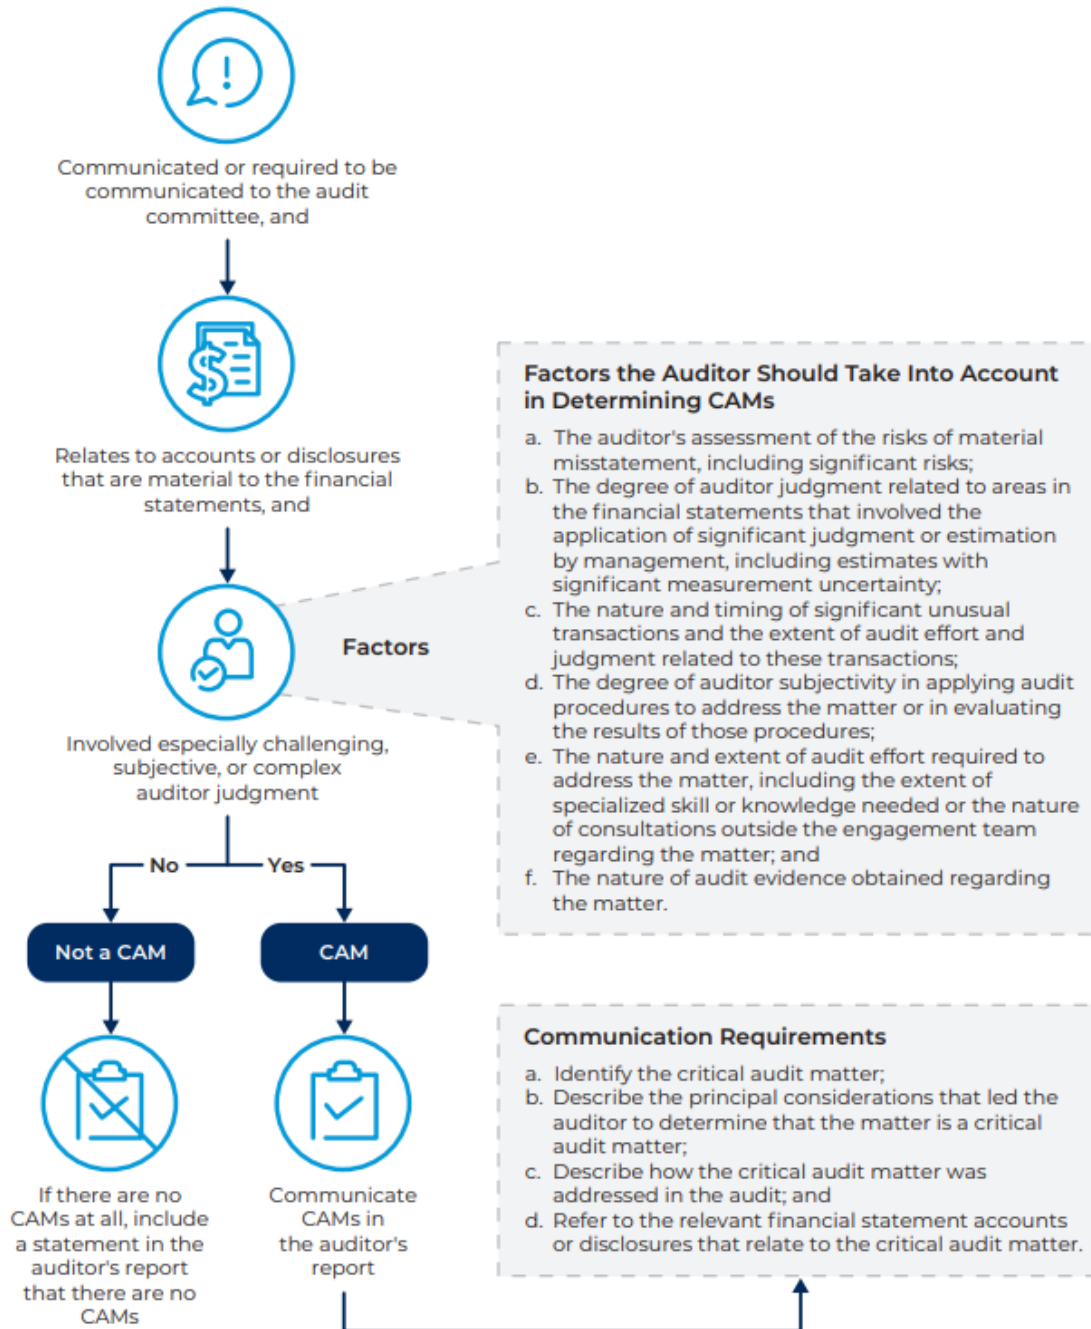 Communicated or required to be
communicated to the audit
committee, and
Relates to accounts or disclosures
that are material to the financial
statements, and
Factors
Involved especially challenging,
subjective, or complex
auditor judgment
Factors the Auditor Should Take Into Account
in Determining CAMs
a. The auditor's assessment of the risks of material
misstatement, including significant risks;
b. The degree of auditor judgment related to areas in
the financial statements that involved the
application of significant judgment or estimation
by management, including estimates with
significant measurement uncertainty;
c. The nature and timing of significant unusual
transactions and the extent of audit effort and
judgment related to these transactions;
d. The degree of auditor subjectivity in applying audit
procedures to address the matter or in evaluating
the results of those procedures;
e. The nature and extent of audit effort required to
address the matter, including the extent of
specialized skill or knowledge needed or the nature
of consultations outside the engagement team
regarding the matter; and
f. The nature of audit evidence obtained regarding
the matter.
No
Yes
Not a CAM
CAM
If there are no
CAMs at all, include
a statement in the
auditor's report
that there are no
CAMs
Communicate
CAMs in
the auditor's
report
Communication Requirements
a. Identify the critical audit matter;
b. Describe the principal considerations that led the
auditor to determine that the matter is a critical
audit matter;
c. Describe how the critical audit matter was
addressed in the audit; and
d. Refer to the relevant financial statement accounts
or disclosures that relate to the critical audit matter.